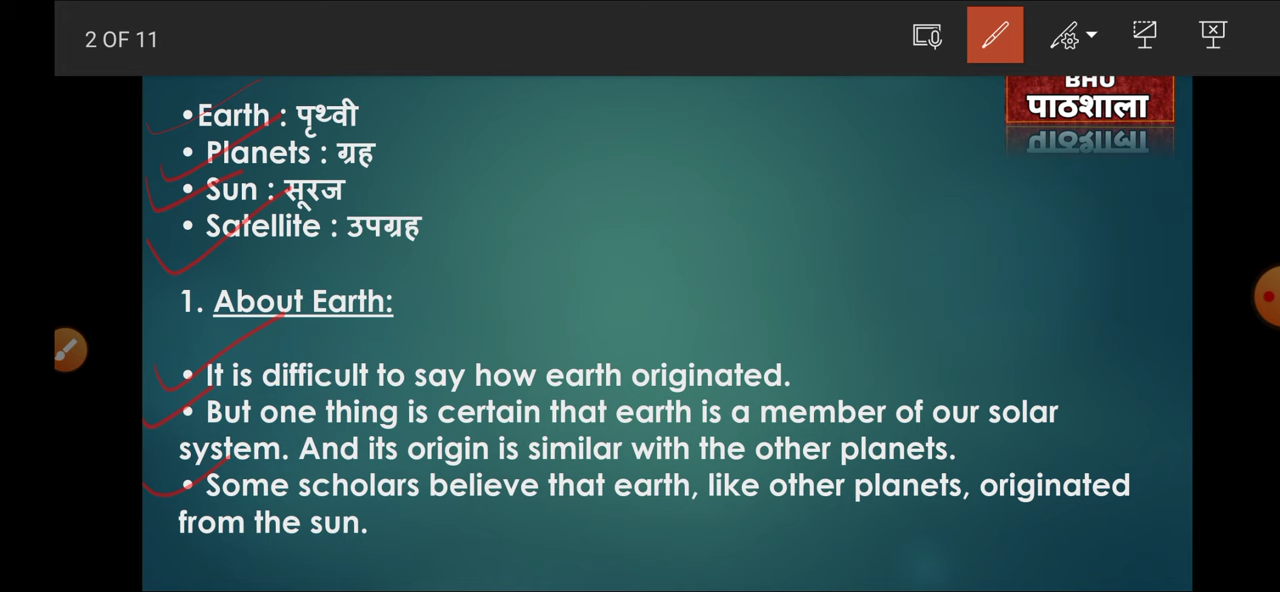 2 OF 11
BHU
पाठशाला
•Earth : पृथ्वी
• Planets : ग्रह
• Sun : सूरज
• Satellite : उपग्रह
1. About Earth:
• It is difficult to say how earth originated.
• But one thing is certain that earth is a member of our solar
system. And its origin is similar with the other planets.
• Some scholars believe that earth, like other planets, originated
from the sun.